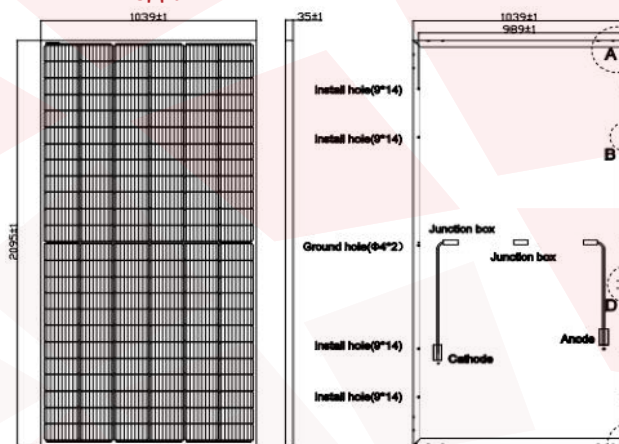 1039±1
35±1
1039±1
989±1
A
Install hole(9*14)
Install hole(9*14)
B
2095±1
Junction box
Ground hole(Φ4*2)
Junction box
D
Anode
Install hole(9*14)
Cathode
Install hole(9*14)